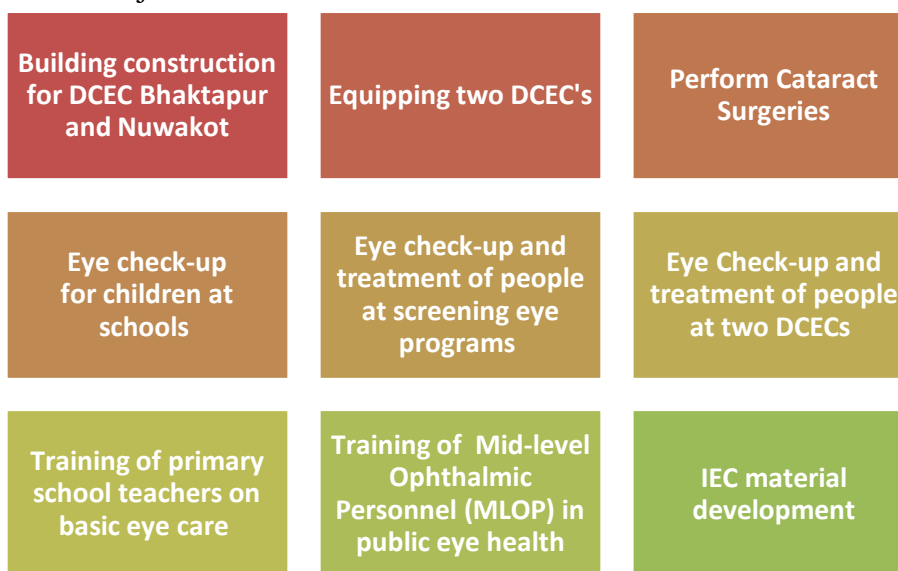 Building construction
for DCEC Bhaktapur
and Nuwakot
Equipping two DCEC's
Perform Cataract
Surgeries
Eye check-up
for children at
schools
Eye check-up and
treatment of people
at screening eye
programs
Eye Check-up and
treatment of people
at two DCECs
Training of primary
school teachers on
basic eye care
Training of Mid-level
Ophthalmic
Personnel (MLOP) in
public eye health
IEC material
development